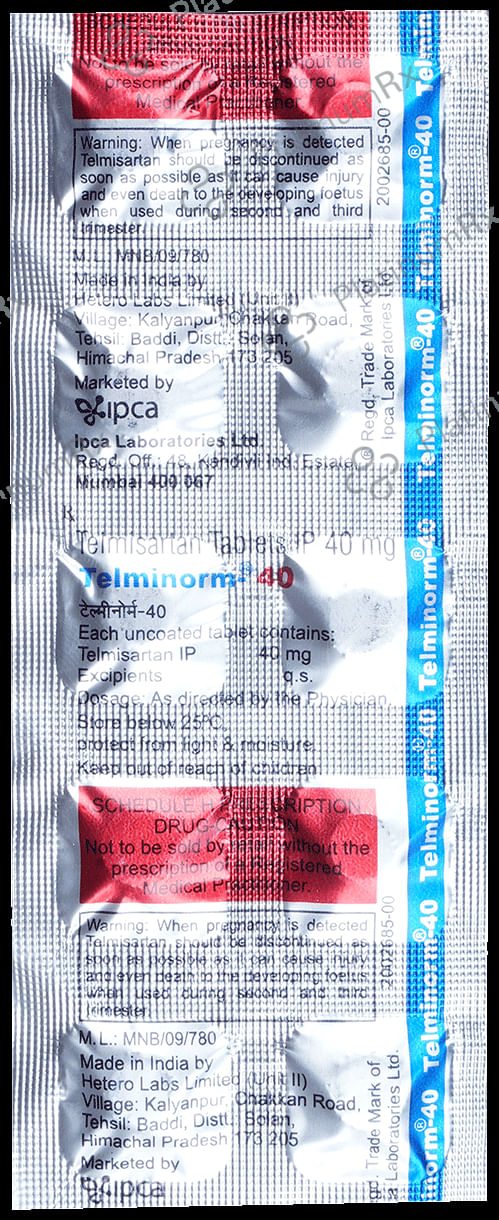 Not to be sold by retail without the
prescription of a Registered
Medical Practitioner
Warning: When pregnancy is detected
Telmisartan should be discontinued as
soon as possible as it can cause injury
and even death to the developing foetus
when used during second and third
trimester.
2002685-00
M.L.: MNB/09/780
Made in India by
Hetero Labs Limited (Unit II)
Village: Kalyanpur, Chakkan Road,
Tehsil: Baddi, Distt.: Solan,
Himachal Pradesh 173 205
Marketed by
ipca
Ipca Laboratories Ltd.
Regd. Off.: 48, Kandivli Ind. Estate,
Mumbai 400 067
® Regd. Trade Mark of
Ipca Laboratories Ltd.
Rx
Telmisartan Tablets IP 40 mg
Telminorm-® 40
टेल्मीनोर्म-40
Each uncoated tablet contains:
Telmisartan IP 40 mg
Excipients q.s.
Dosage: As directed by the Physician.
Store below 25°C,
protect from light & moisture.
Keep out of reach of children
SCHEDULE H PRESCRIPTION
DRUG-CAUTION
Not to be sold by retail without the
prescription of a Registered
Medical Practitioner.
Warning: When pregnancy is detected
Telmisartan should be discontinued as
soon as possible as it can cause injury
and even death to the developing foetus
when used during second and third
trimester.
2002685-00
M.L.: MNB/09/780
Made in India by
Hetero Labs Limited (Unit II)
Village: Kalyanpur, Chakkan Road,
Tehsil: Baddi, Distt.: Solan,
Himachal Pradesh 173 205
Marketed by
ipca
gd. Trade Mark of
a Laboratories Ltd.
Telmin
Telminorm®-40
Telminorm®-40
Telminorm®-40
Telminorm®-40
Telminorm®-40
norm®-40
PlatinumRx